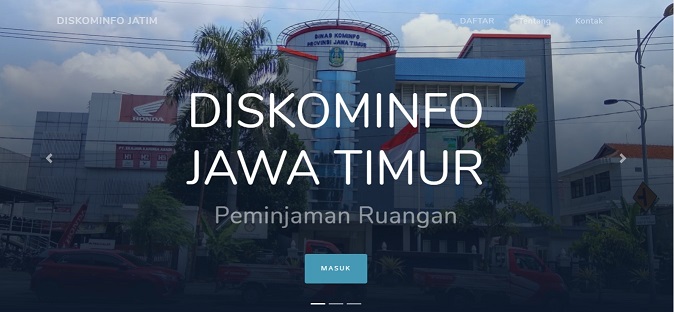 DISKOMINFO JATIM
DAFTAR
Tentang
Kontak
DINAS KOMINFO
PROVINSI JAWA TIMUR
HONDA
DISKOMINFO
JAWA TIMUR
Peminjaman Ruangan
MASUK